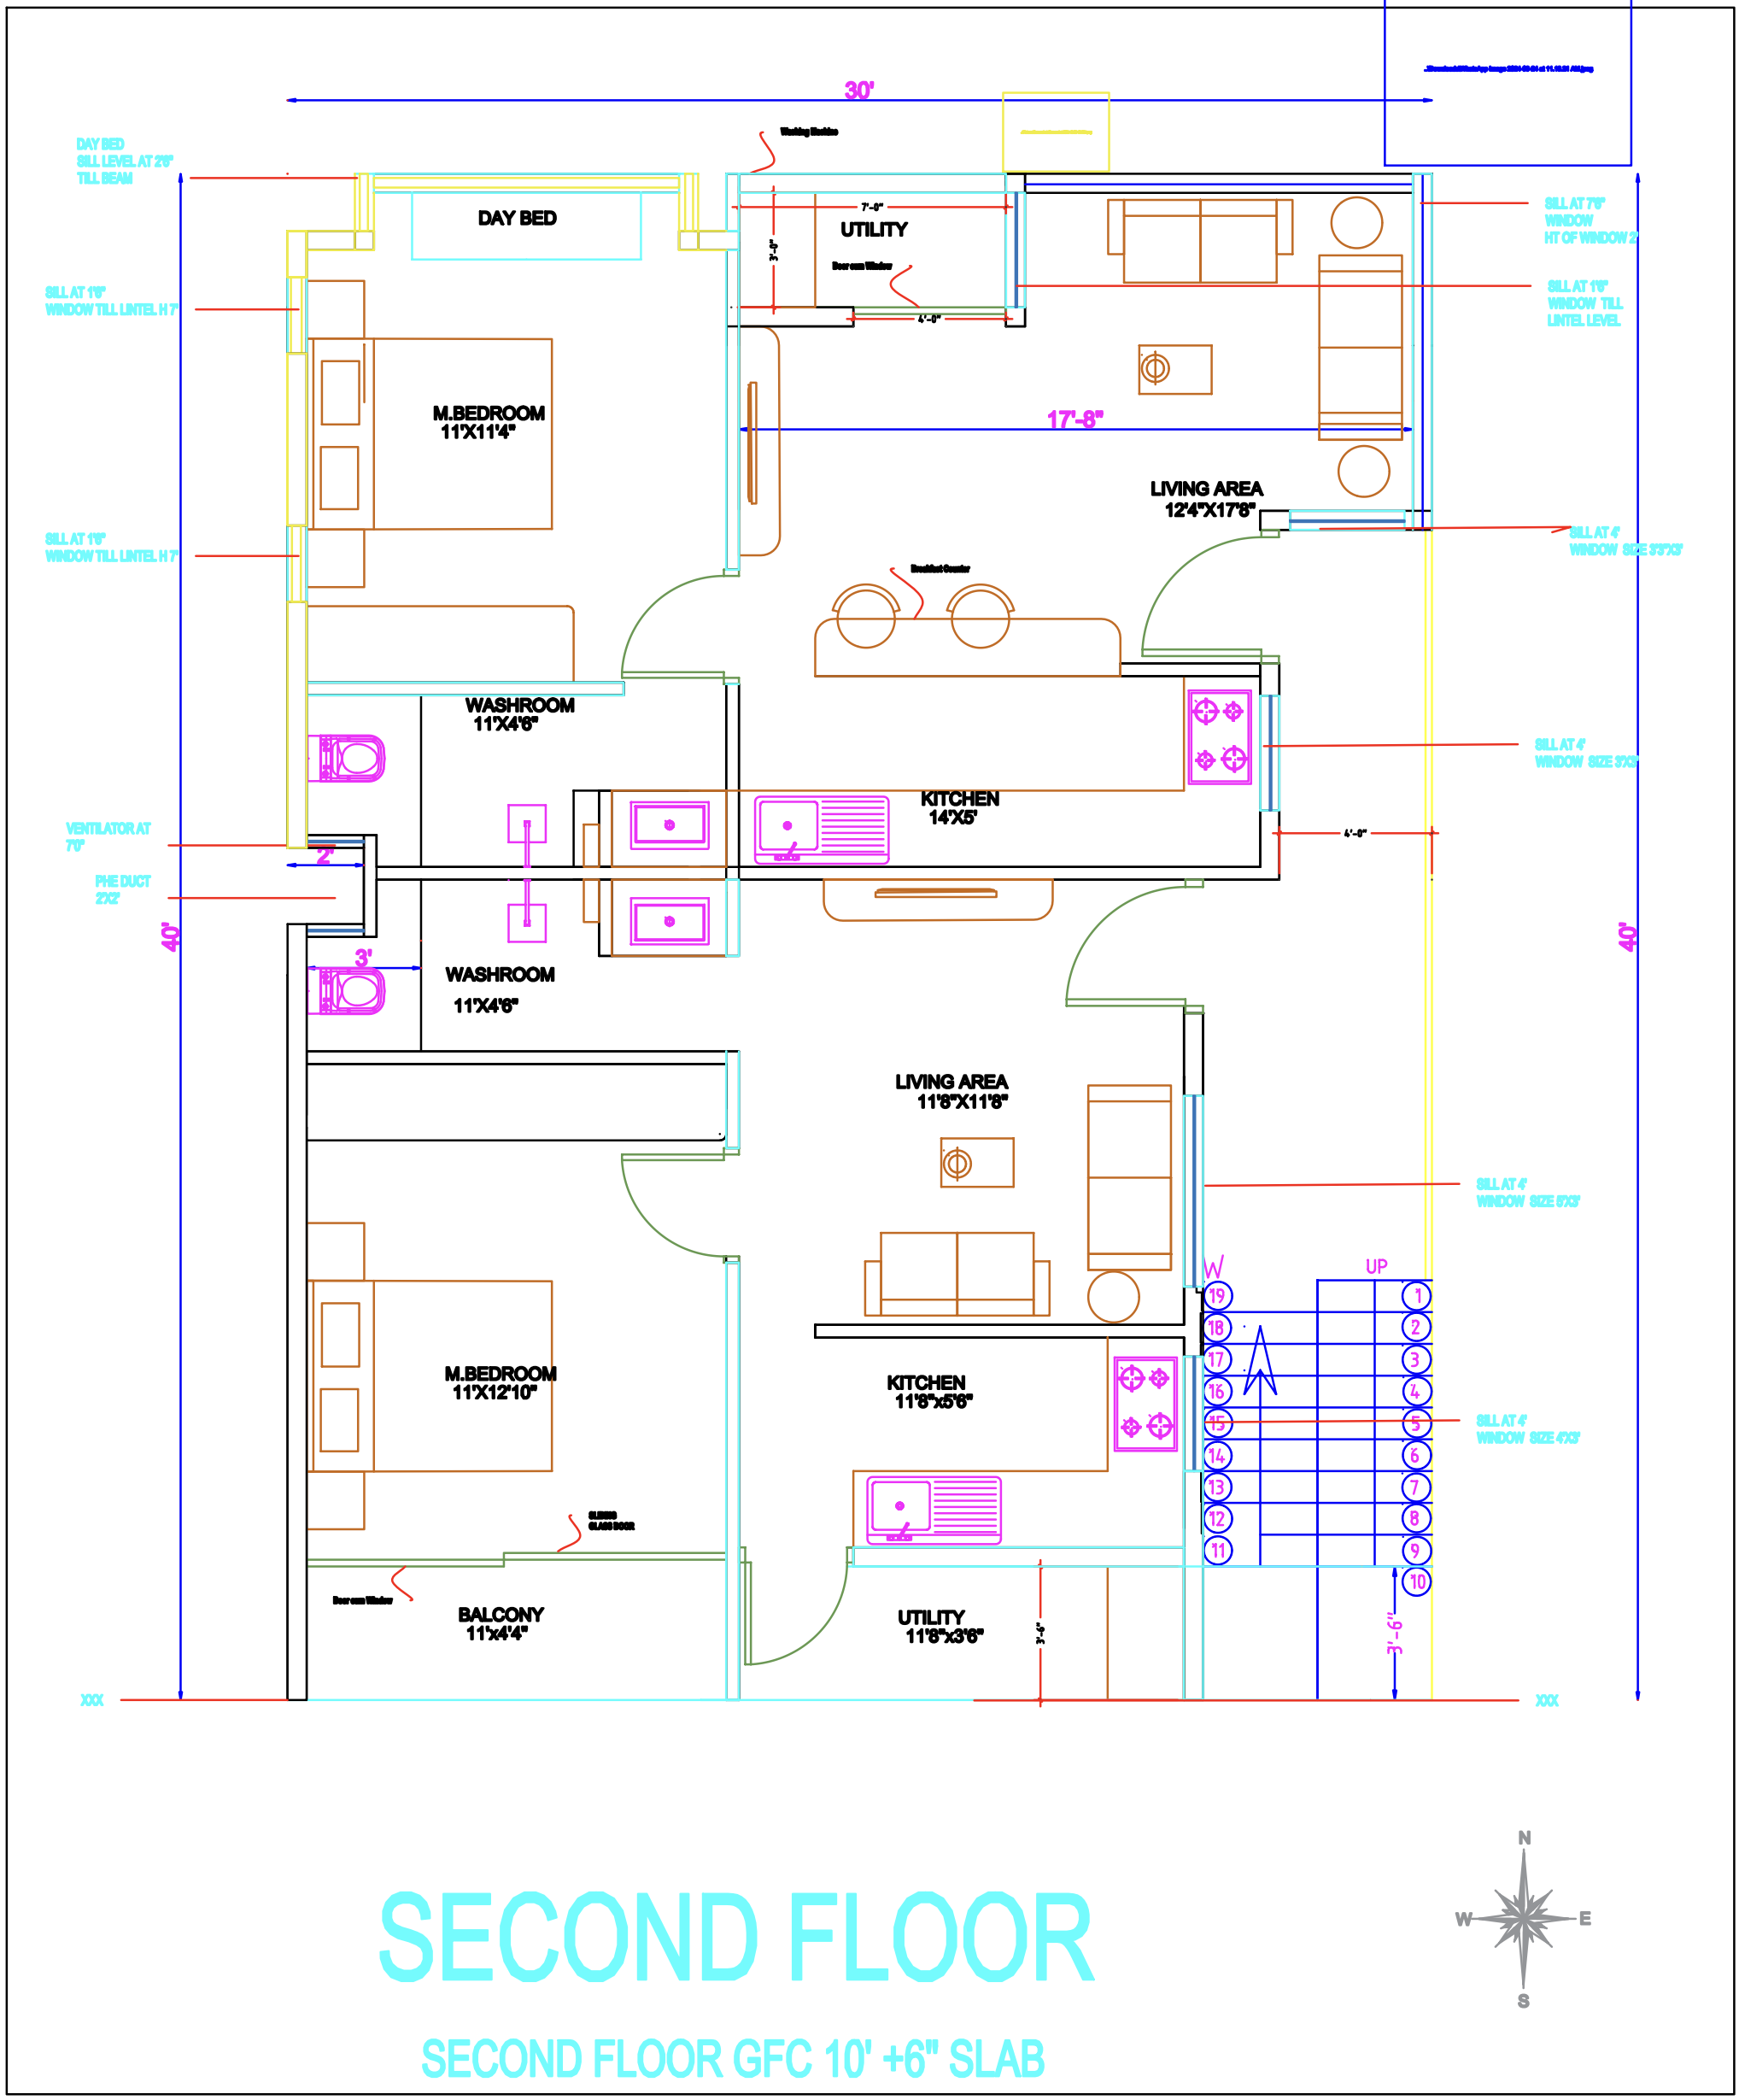 30'
Washing Machine
DAY BED
SILL LEVEL AT 2'6"
TILL BEAM
DAY BED
7'-0"
UTILITY
3'-0"
Door cum Window
4'-0"
SILL AT 7'6"
WINDOW
HT OF WINDOW 2'
SILL AT 1'6"
WINDOW TILL LINTEL H 7'
SILL AT 1'6"
WINDOW TILL
LINTEL LEVEL
M.BEDROOM
11'X11'4"
17'-8"
LIVING AREA
12'4"X17'8"
SILL AT 1'6"
WINDOW TILL LINTEL H 7'
SILL AT 4'
WINDOW SIZE 3'3"X3'
Breakfast Counter
WASHROOM
11'X4'6"
SILL AT 4'
WINDOW SIZE 3'X3'
KITCHEN
14'X5'
VENTILATOR AT
7'0"
4'-0"
2'
PHE DUCT
2'X2'
40'
40'
3'
WASHROOM
11'X4'6"
LIVING AREA
11'8"X11'8"
SILL AT 4'
WINDOW SIZE 5'X3'
W
UP
19
1
18
2
17
3
16
4
15
5
14
6
13
7
12
8
11
9
10
M.BEDROOM
11'X12'10"
KITCHEN
11'8"x5'6"
SILL AT 4'
WINDOW SIZE 4'X3'
SLIDING
GLASS DOOR
Door cum Window
BALCONY
11'x4'4"
UTILITY
11'8"x3'6"
3'-6"
3'-6"
XXX
XXX
N
W
E
S
SECOND FLOOR
SECOND FLOOR GFC 10' +6" SLAB